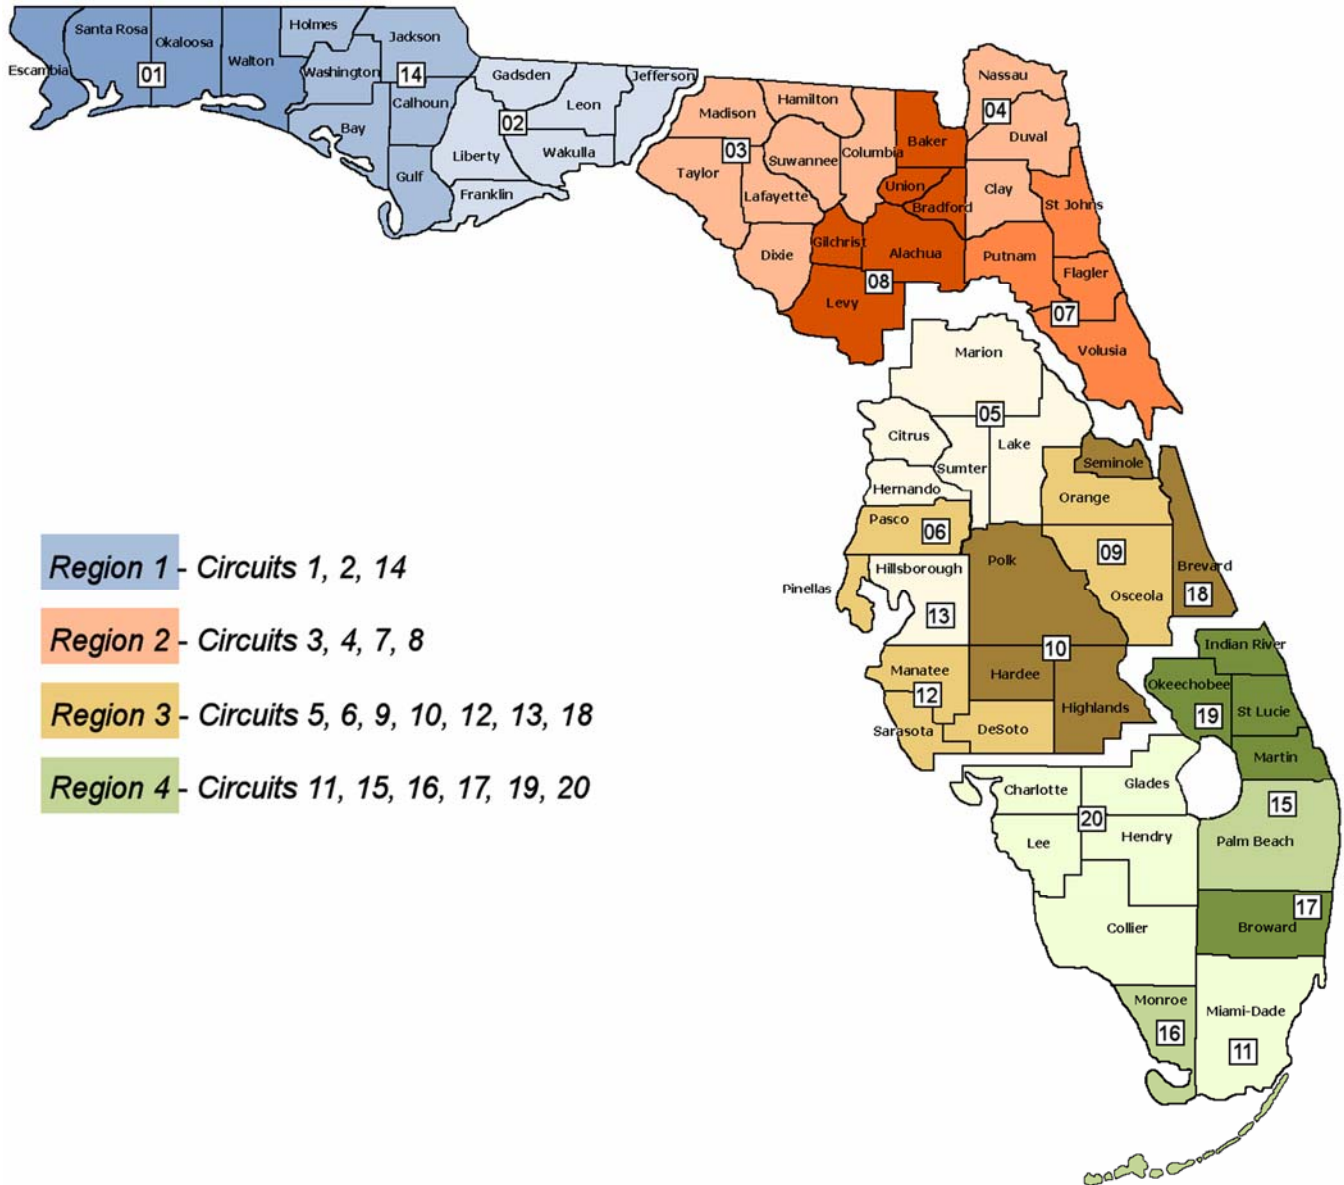 Holmes
Santa Rosa
Okaloosa
Jackson
Walton
Escambia
01
Washington
14
Gadsden
Jefferson
Calhoun
Leon
02
Bay
Liberty
Wakulla
Gulf
Franklin
Nassau
Hamilton
Madison
04
Duval
Baker
03
Columbia
Suwannee
Taylor
Union
Clay
Lafayette
Bradford
St Johns
Gilchrist
Alachua
Dixie
Putnam
Flagler
08
Levy
07
Volusia
Marion
05
Citrus
Lake
Seminole
Sumter
Hernando
Orange
Pasco
06
09
Polk
Hillsborough
Brevard
Pinellas
Osceola
18
13
Indian River
10
Manatee
Hardee
Okeechobee
12
Highlands
19
St Lucie
Sarasota
DeSoto
Martin
Charlotte
Glades
15
20
Lee
Hendry
Palm Beach
17
Collier
Broward
Monroe
Miami-Dade
16
11
Region 1 - Circuits 1, 2, 14
Region 2 - Circuits 3, 4, 7, 8
Region 3 - Circuits 5, 6, 9, 10, 12, 13, 18
Region 4 - Circuits 11, 15, 16, 17, 19, 20